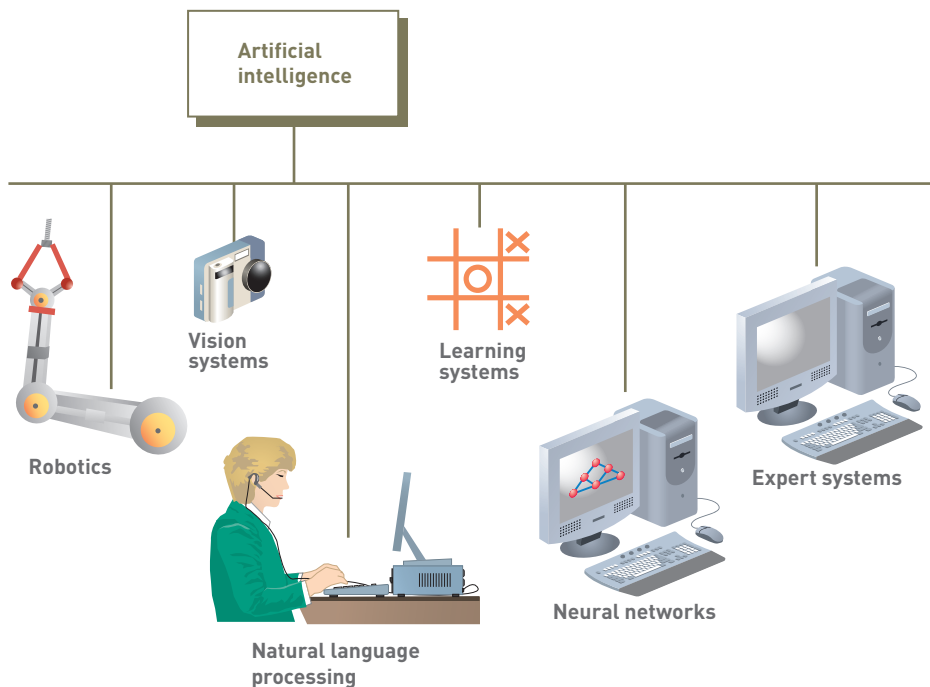 Artificial
intelligence
Robotics
Vision
systems
Natural language
processing
Learning
systems
Neural networks
Expert systems